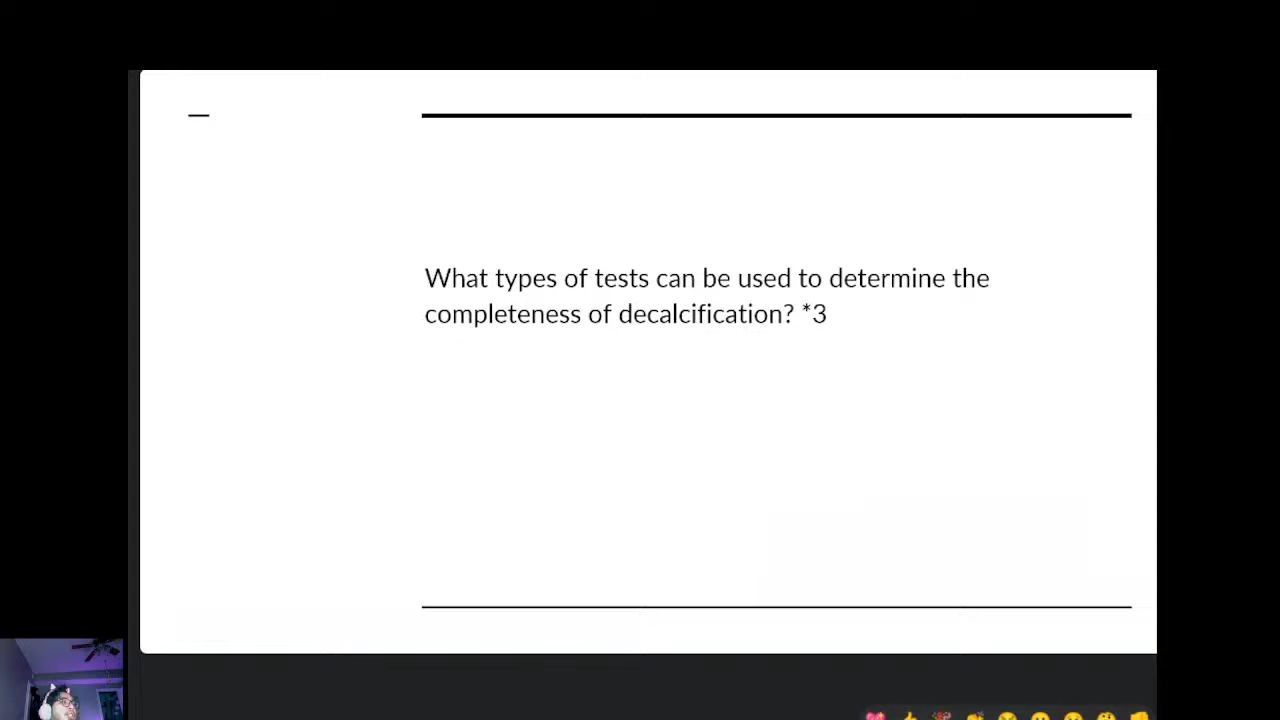 What types of tests can be used to determine the
completeness of decalcification? *3